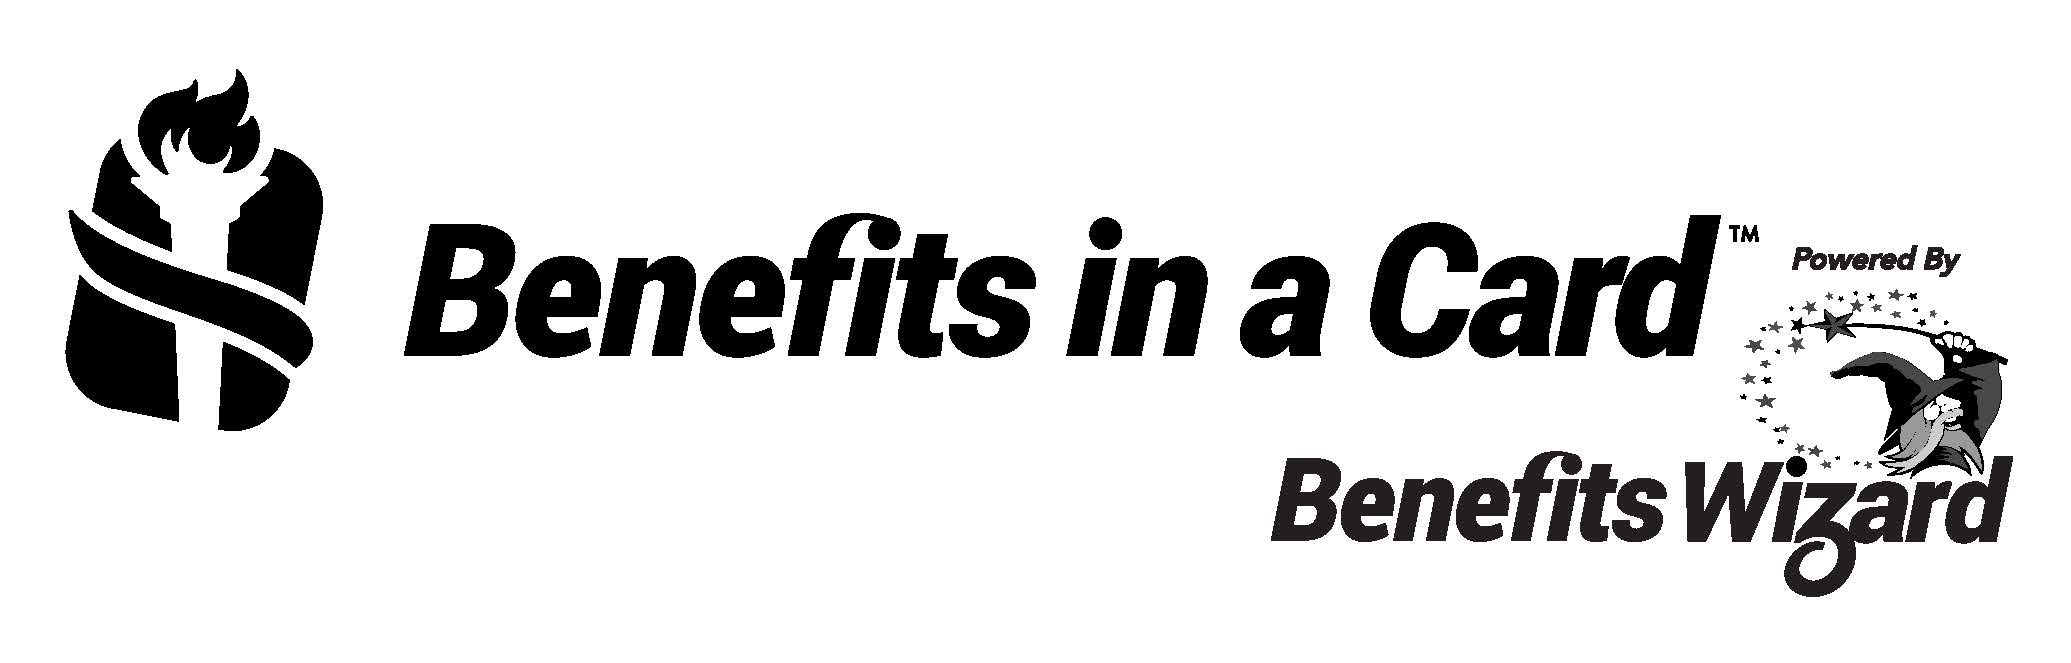 Benefits in a Card™
Powered By
Benefits Wizard